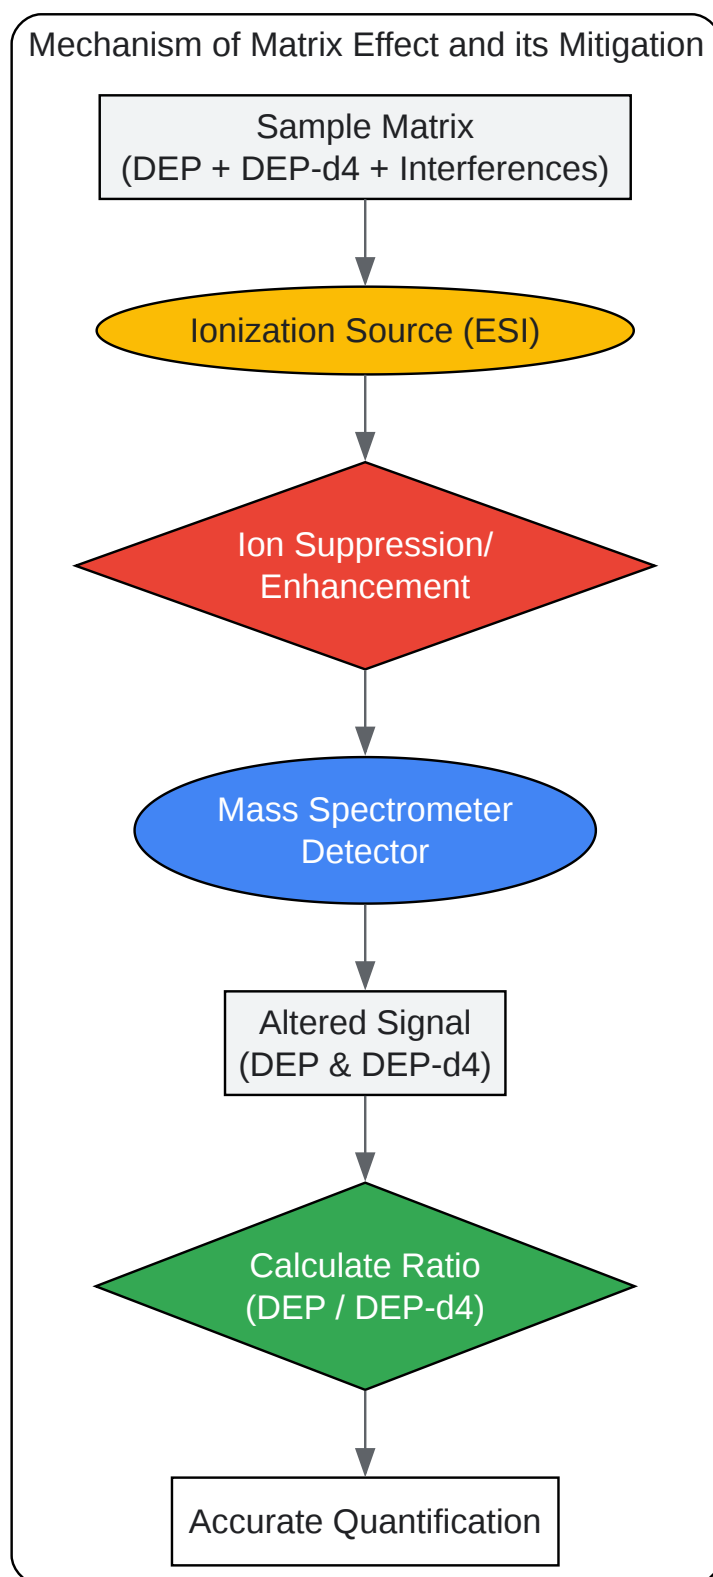 Mechanism of Matrix Effect and its Mitigation
Sample Matrix
(DEP + DEP-d4 + Interferences)
Ionization Source (ESI)
Ion Suppression/
Enhancement
Mass Spectrometer
Detector
Altered Signal
(DEP & DEP-d4)
Calculate Ratio
(DEP / DEP-d4)
Accurate Quantification